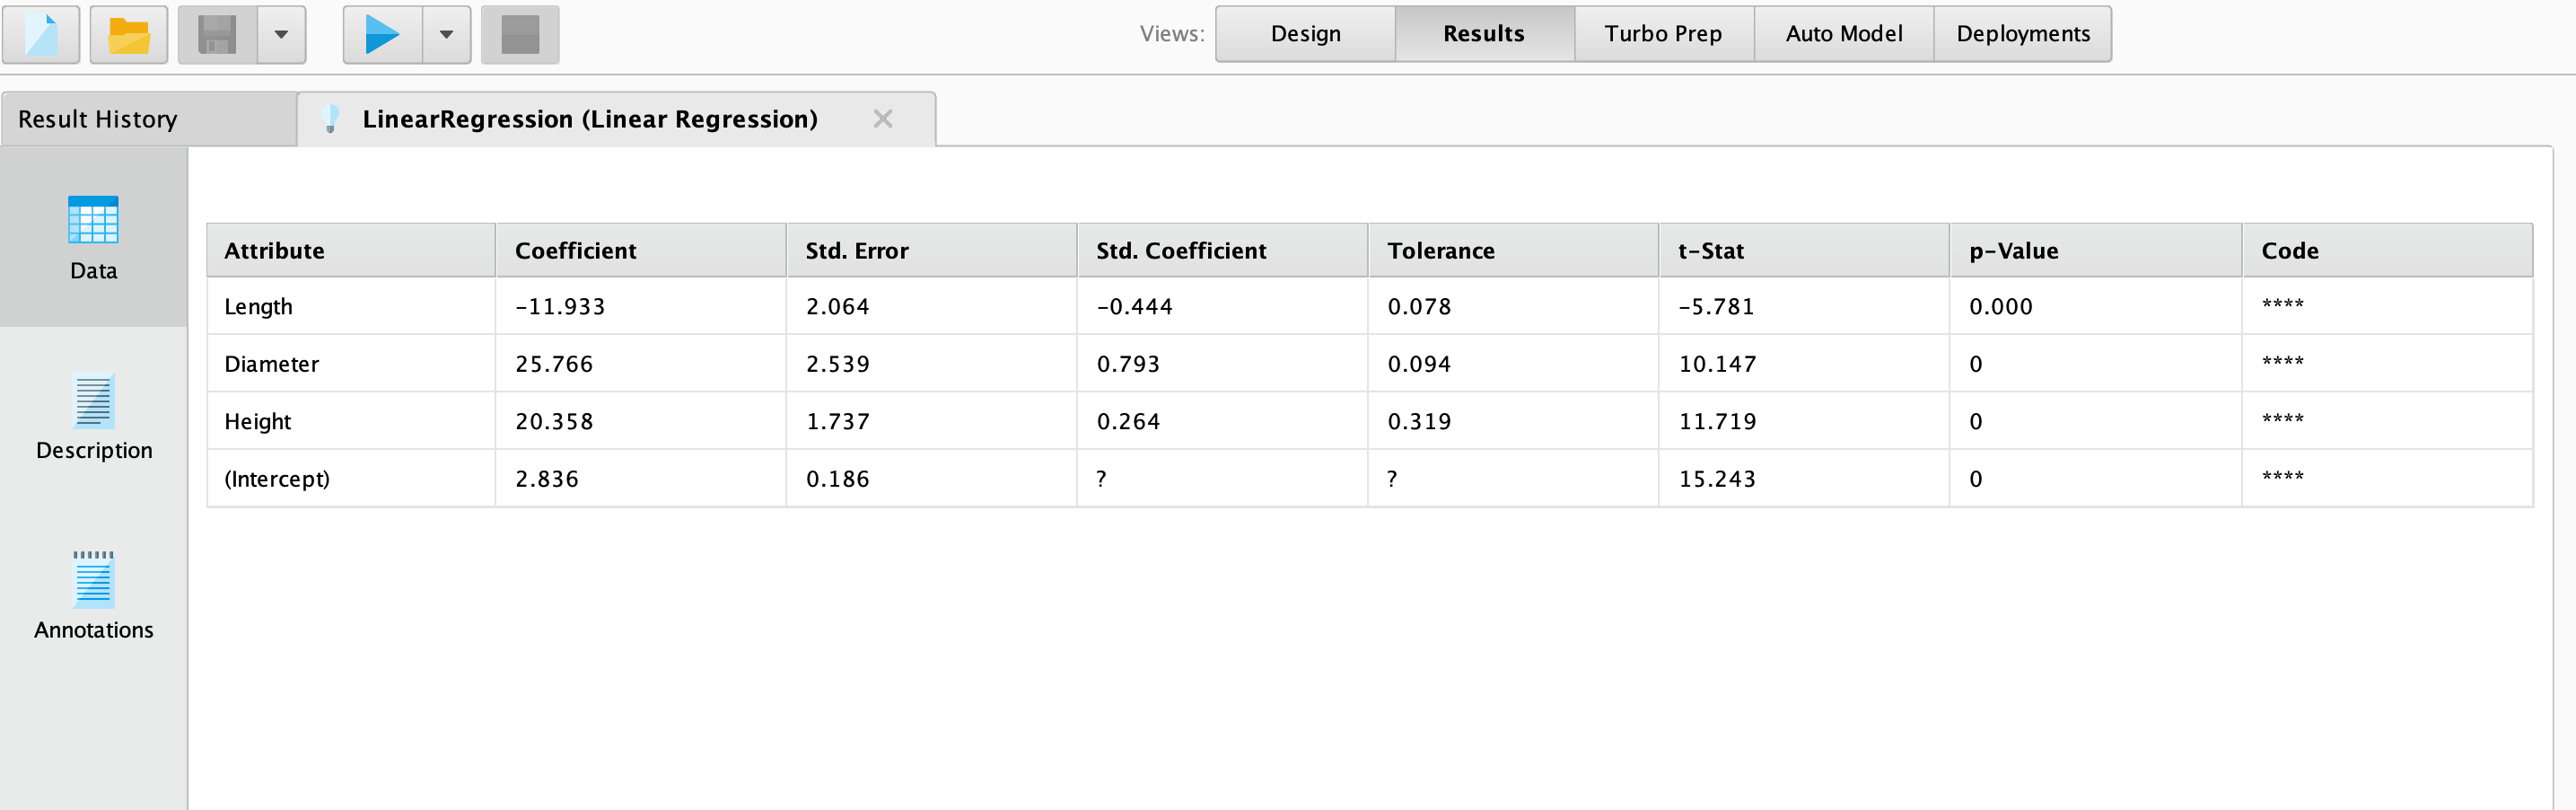 Views: Design Results Turbo Prep Auto Model Deployments
Result History LinearRegression (Linear Regression)
Data
Description
Annotations
Attribute Coefficient Std. Error Std. Coefficient Tolerance t-Stat p-Value Code
Length -11.933 2.064 -0.444 0.078 -5.781 0.000 ****
Diameter 25.766 2.539 0.793 0.094 10.147 0 ****
Height 20.358 1.737 0.264 0.319 11.719 0 ****
(Intercept) 2.836 0.186 ? ? 15.243 0 ****